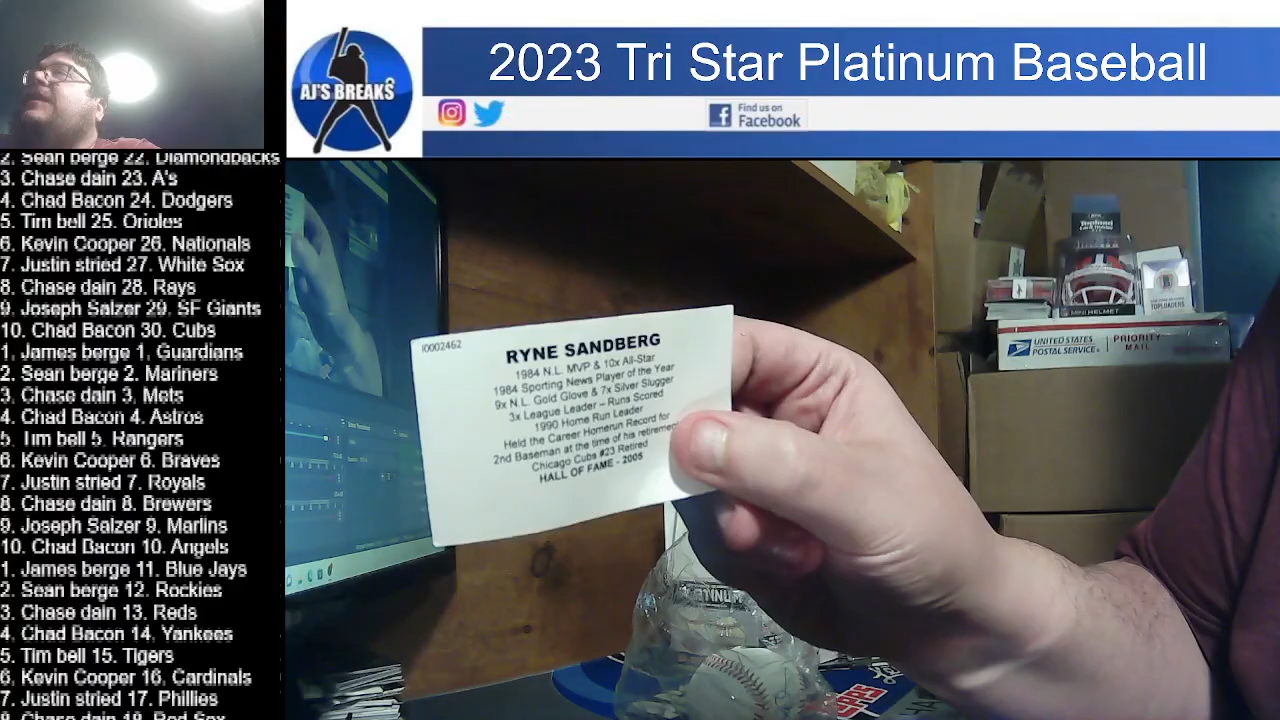 2023 Tri Star Platinum Baseball
AJ'S BREAKS
Find us on
Facebook
2. Sean berge 22. Diamondbacks
3. Chase dain 23. A's
4. Chad Bacon 24. Dodgers
5. Tim bell 25. Orioles
6. Kevin Cooper 26. Nationals
7. Justin stried 27. White Sox
8. Chase dain 28. Rays
9. Joseph Salzer 29. SF Giants
10. Chad Bacon 30. Cubs
1. James berge 1. Guardians
2. Sean berge 2. Mariners
3. Chase dain 3. Mets
4. Chad Bacon 4. Astros
5. Tim bell 5. Rangers
6. Kevin Cooper 6. Braves
7. Justin stried 7. Royals
8. Chase dain 8. Brewers
9. Joseph Salzer 9. Marlins
10. Chad Bacon 10. Angels
1. James berge 11. Blue Jays
2. Sean berge 12. Rockies
3. Chase dain 13. Reds
4. Chad Bacon 14. Yankees
5. Tim bell 15. Tigers
6. Kevin Cooper 16. Cardinals
7. Justin stried 17. Phillies
8. Chase dain 18. Red Sox
I0002462
RYNE SANDBERG
1984 N.L. MVP & 10x All-Star
1984 Sporting News Player of the Year
9x N.L. Gold Glove & 7x Silver Slugger
3x League Leader – Runs Scored
1990 Home Run Leader
Held the Career Homerun Record for
2nd Baseman at the time of his retirement
Chicago Cubs #23 Retired
HALL OF FAME - 2005
MINI HELMET
TOPLOADERS
UNITED STATES
POSTAL SERVICE
PRIORITY
MAIL
PLATINUM